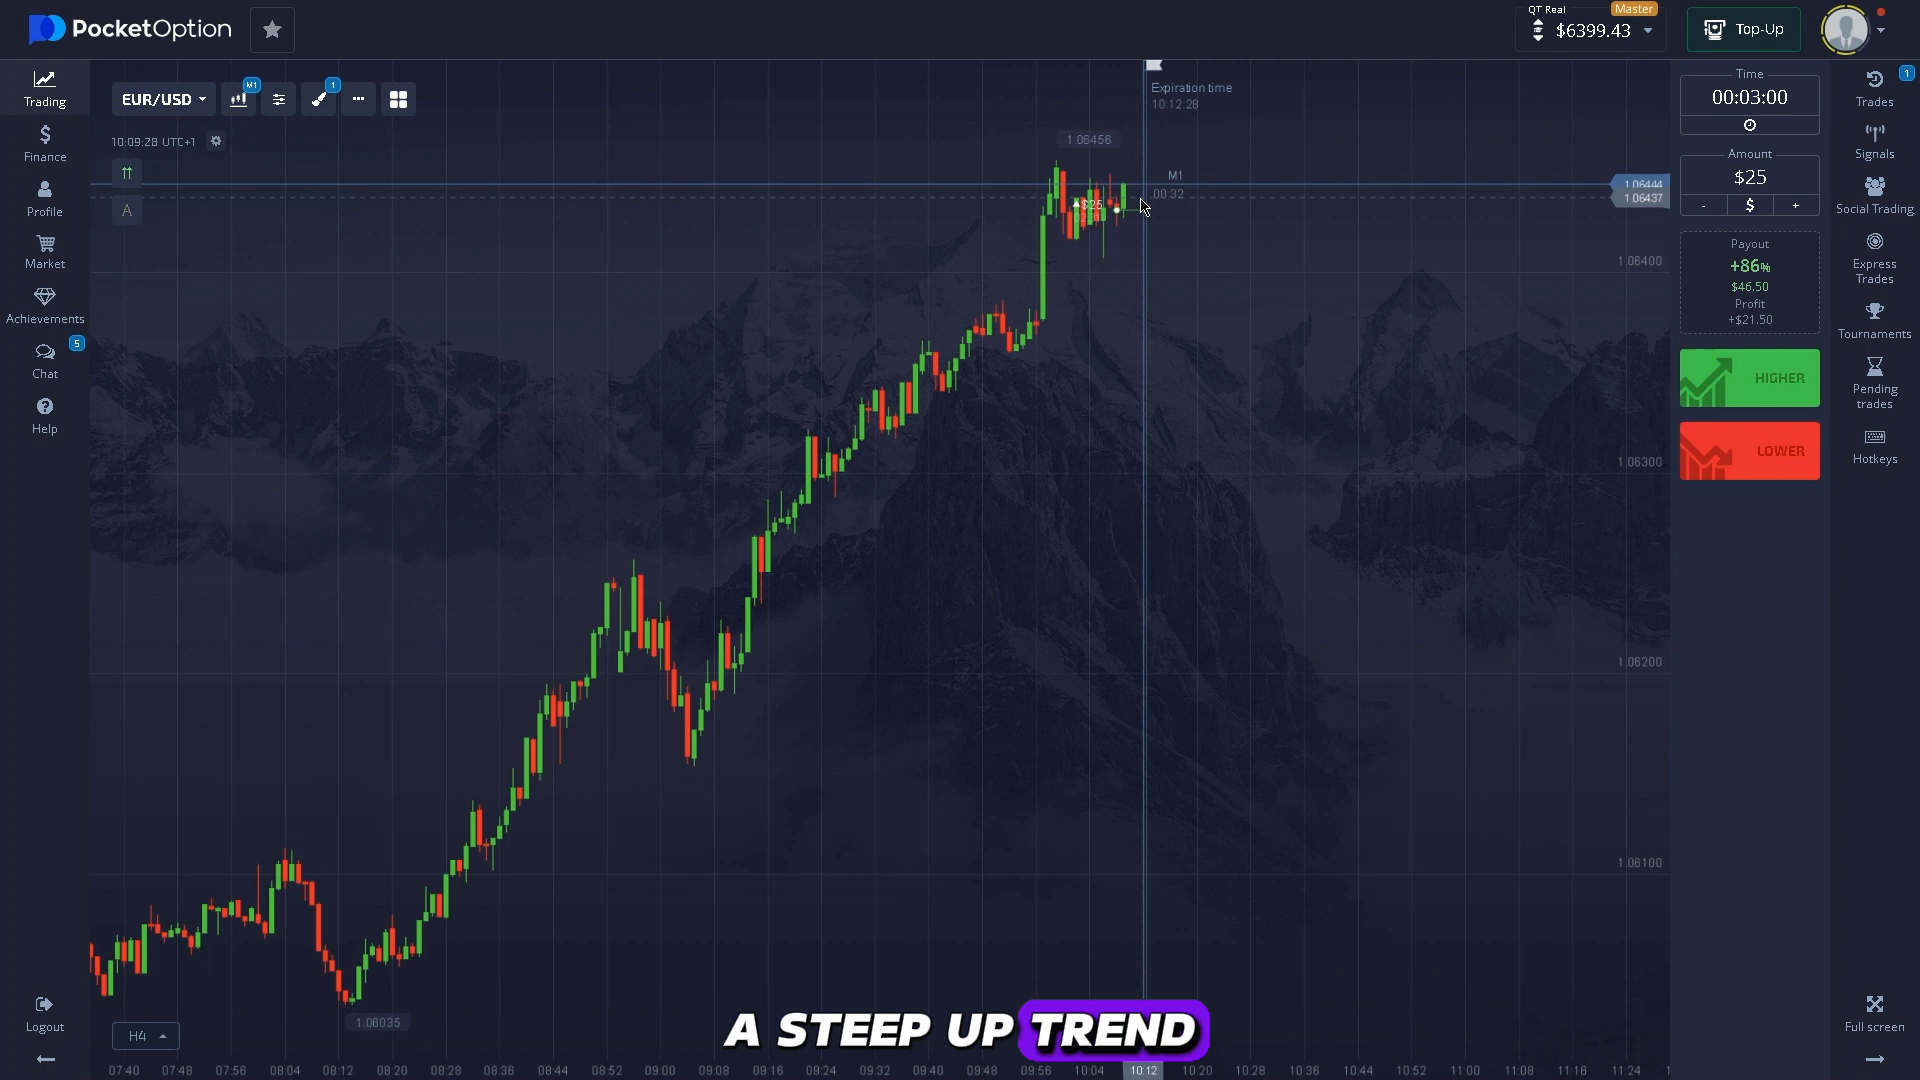 PocketOption
QT Real
Master
$6399.43
Top-Up
Trading
Finance
Profile
Market
Achievements
5
Chat
Help
Logout
EUR/USD
M1
1
10:09:28 UTC+1
A
Expiration time
10:12:28
1.06456
M1
00:32
$25
1.06444
1.06437
1.06400
1.06300
1.06200
1.06100
1.06035
H4
A STEEP UP TREND
07:40 07:48 07:56 08:04 08:12 08:20 08:28 08:36 08:44 08:52 09:00 09:08 09:16 09:24 09:32 09:40 09:48 09:56 10:04 10:12 10:20 10:28 10:36 10:44 10:52 11:00 11:08 11:16 11:24
Time
00:03:00
Amount
$25
- $ +
Payout
+86%
$46.50
Profit
+$21.50
HIGHER
LOWER
1
Trades
Signals
Social Trading
Express
Trades
Tournaments
Pending
trades
Hotkeys
Full screen